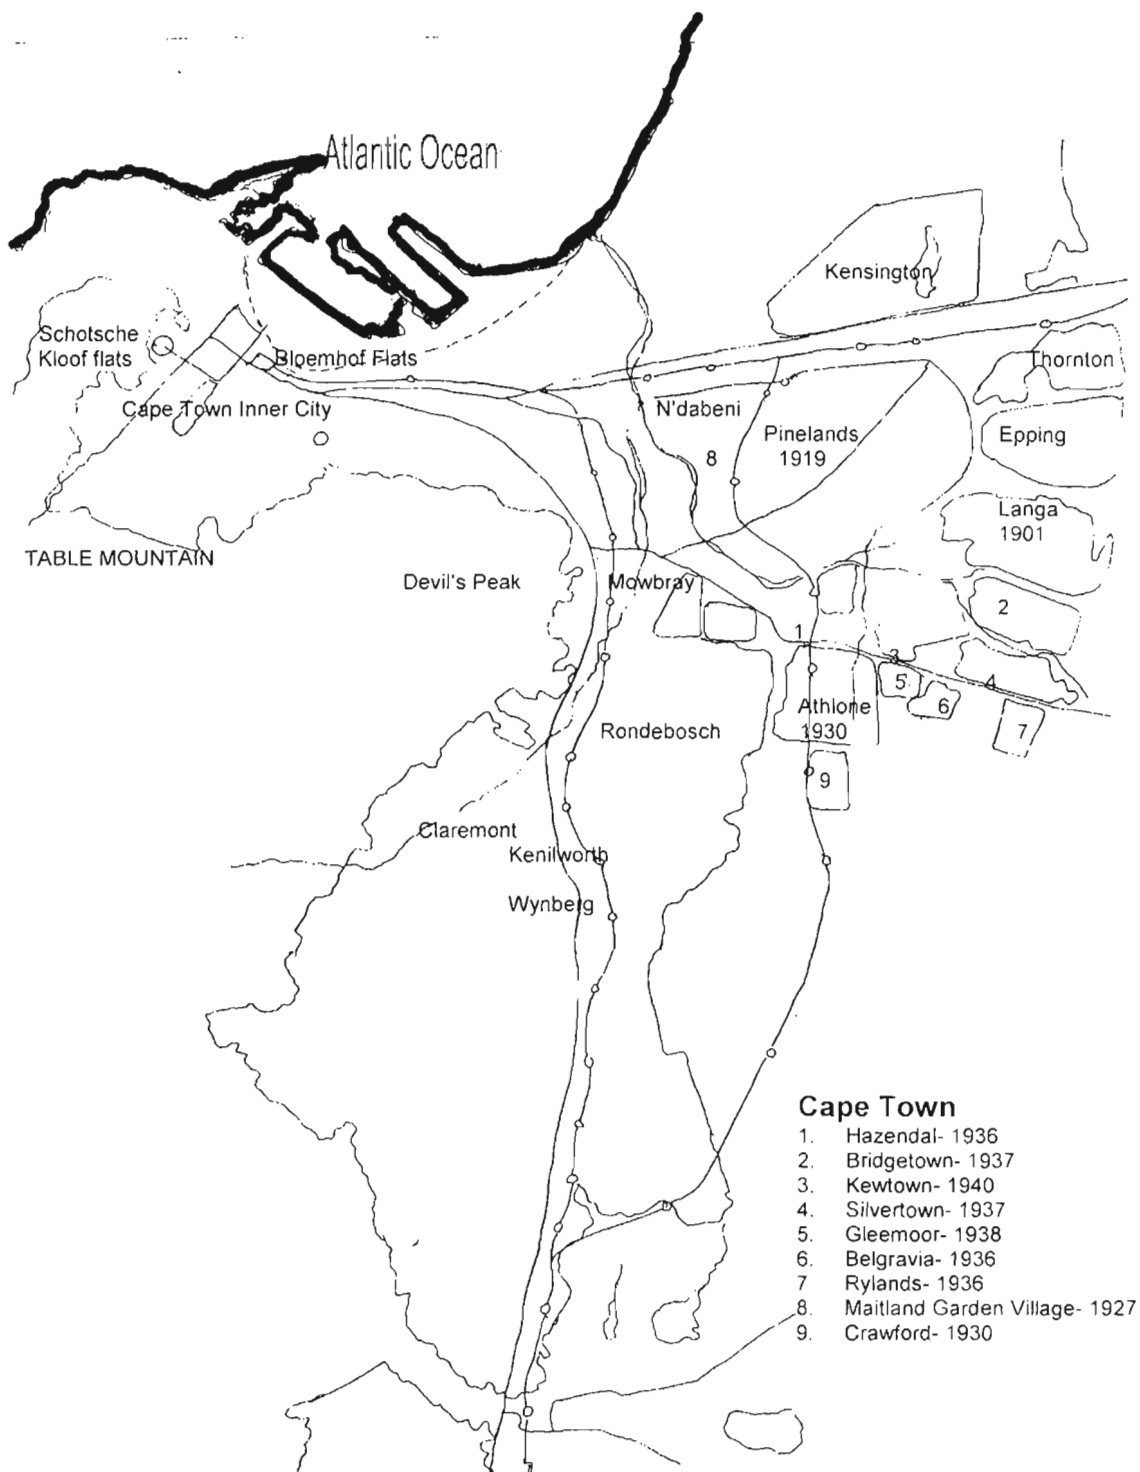 Atlantic Ocean
Kensington
Schotsche
Kloof flats
Bloemhof Flats
Thornton
Cape Town Inner City
N'dabeni
Pinelands
1919
Epping
8
Langa
1901
TABLE MOUNTAIN
Devil's Peak
Mowbray
2
1
3
5
4
6
Athlone
1930
7
Rondebosch
9
Claremont
Kenilworth
Wynberg
Cape Town
1. Hazendal- 1936
2. Bridgetown- 1937
3. Kewtown- 1940
4. Silvertown- 1937
5. Gleemoor- 1938
6. Belgravia- 1936
7 Rylands- 1936
8. Maitland Garden Village- 1927
9. Crawford- 1930